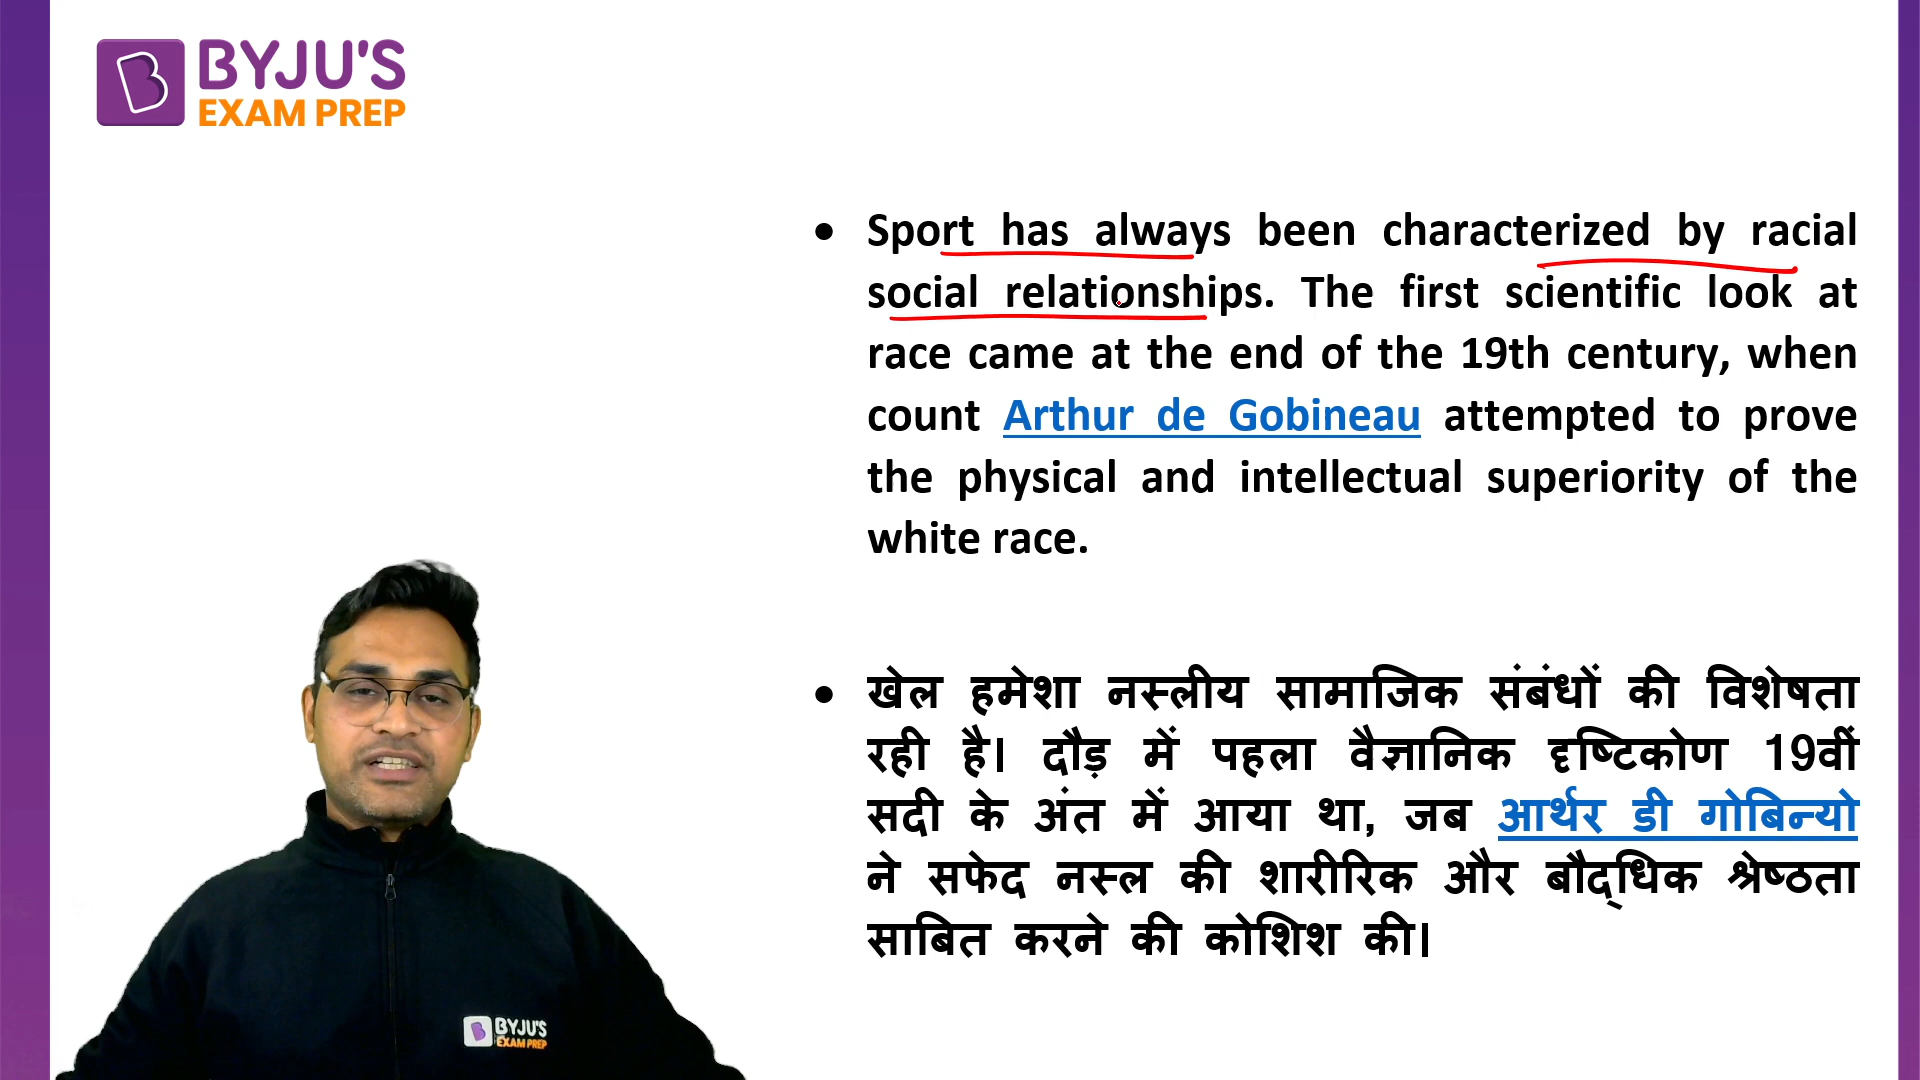 BYJU'S
EXAM PREP
• Sport has always been characterized by racial
social relationships. The first scientific look at
race came at the end of the 19th century, when
count Arthur de Gobineau attempted to prove
the physical and intellectual superiority of the
white race.
• खेल हमेशा नस्लीय सामाजिक संबंधों की विशेषता
रही है। दौड़ में पहला वैज्ञानिक दृष्टिकोण 19वीं
सदी के अंत में आया था, जब आर्थर डी गोबिन्यो
ने सफेद नस्ल की शारीरिक और बौद्धिक श्रेष्ठता
साबित करने की कोशिश की।
BYJU'S
EXAM PREP